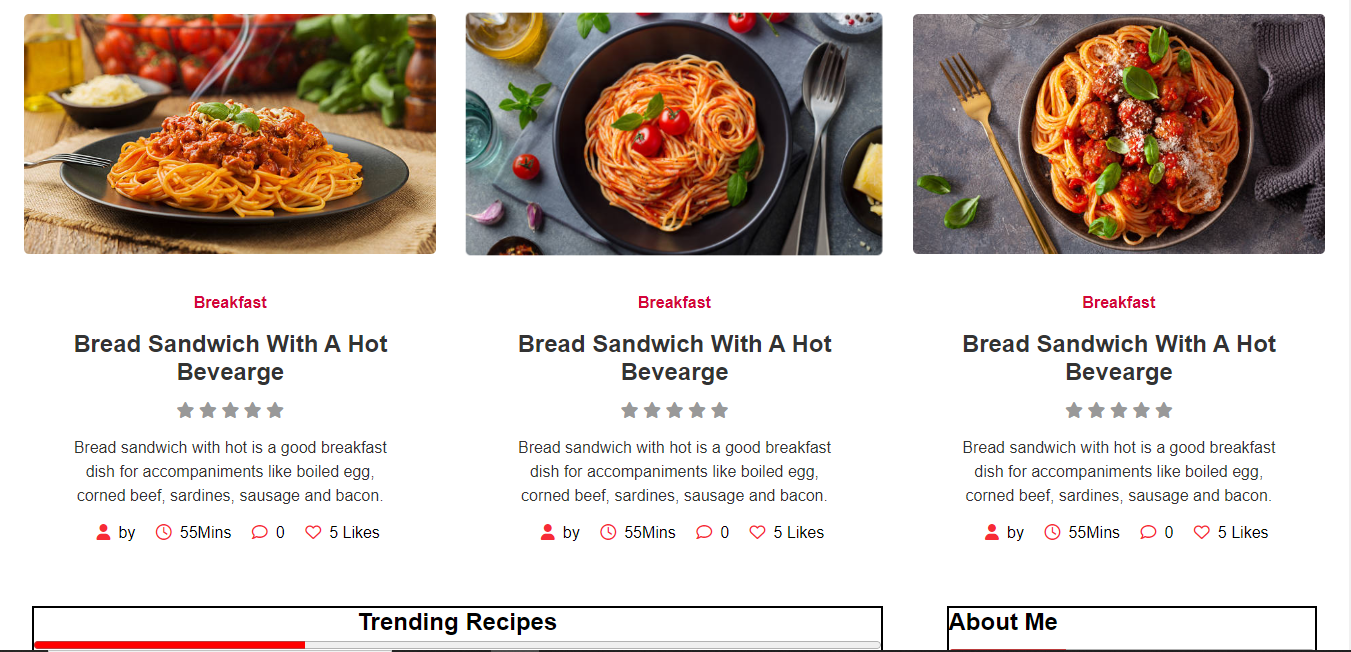 Breakfast
Bread Sandwich With A Hot
Bevearge
Bread sandwich with hot is a good breakfast
dish for accompaniments like boiled egg,
corned beef, sardines, sausage and bacon.
by 55Mins 0 5 Likes
Breakfast
Bread Sandwich With A Hot
Bevearge
Bread sandwich with hot is a good breakfast
dish for accompaniments like boiled egg,
corned beef, sardines, sausage and bacon.
by 55Mins 0 5 Likes
Breakfast
Bread Sandwich With A Hot
Bevearge
Bread sandwich with hot is a good breakfast
dish for accompaniments like boiled egg,
corned beef, sardines, sausage and bacon.
by 55Mins 0 5 Likes
Trending Recipes
About Me